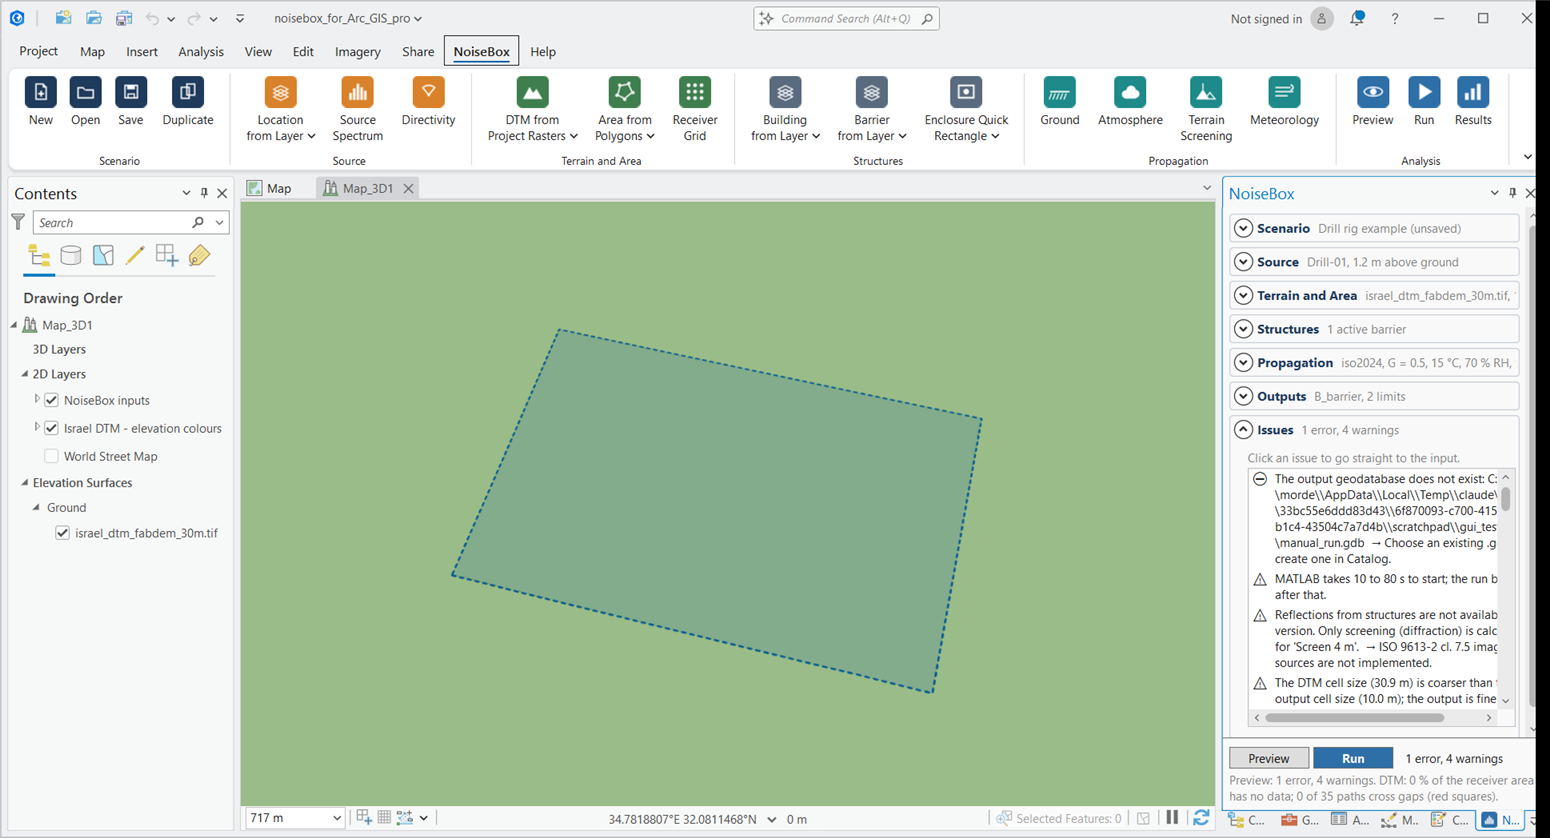 noisebox_for_Arc_GIS_pro
Command Search (Alt+Q)
Not signed in
?
Project Map Insert Analysis View Edit Imagery Share NoiseBox Help
New Open Save Duplicate
Scenario
Location from Layer
Source Spectrum
Directivity
Source
DTM from Project Rasters
Area from Polygons
Receiver Grid
Terrain and Area
Building from Layer
Barrier from Layer
Enclosure Quick Rectangle
Structures
Ground
Atmosphere
Terrain Screening
Meteorology
Propagation
Preview Run Results
Analysis
Contents
Search
Drawing Order
Map_3D1
3D Layers
2D Layers
NoiseBox inputs
Israel DTM - elevation colours
World Street Map
Elevation Surfaces
Ground
israel_dtm_fabdem_30m.tif
Map
Map_3D1
717 m
34.7818807°E 32.0811468°N
0 m
Selected Features: 0
NoiseBox
Scenario Drill rig example (unsaved)
Source Drill-01, 1.2 m above ground
Terrain and Area israel_dtm_fabdem_30m.tif,
Structures 1 active barrier
Propagation iso2024, G = 0.5, 15 °C, 70 % RH,
Outputs B_barrier, 2 limits
Issues 1 error, 4 warnings
Click an issue to go straight to the input.
The output geodatabase does not exist: C:
\morde\\AppData\\Local\\Temp\\claude\
\33bc55e6ddd83d43\\6f870093-c700-415
b1c4-43504c7a7d4b\\scratchpad\\gui_te
\manual_run.gdb → Choose an existing .g
create one in Catalog.
MATLAB takes 10 to 80 s to start; the run b
after that.
Reflections from structures are not availab
version. Only screening (diffraction) is calc
for 'Screen 4 m'. → ISO 9613-2 cl. 7.5 imag
sources are not implemented.
The DTM cell size (30.9 m) is coarser than
output cell size (10.0 m); the output is fine
Preview Run 1 error, 4 warnings
Preview: 1 error, 4 warnings. DTM: 0 % of the receiver area
has no data; 0 of 35 paths cross gaps (red squares).
C... G... A... M... C... N...